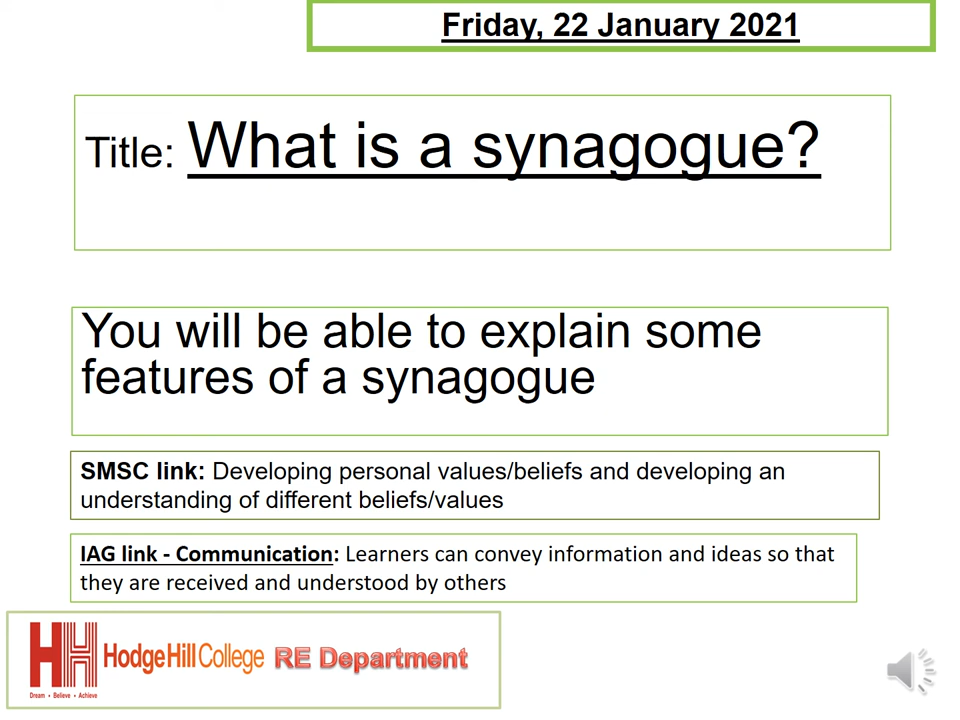 Friday, 22 January 2021
Title: What is a synagogue?
You will be able to explain some
features of a synagogue
SMSC link: Developing personal values/beliefs and developing an
understanding of different beliefs/values
IAG link - Communication: Learners can convey information and ideas so that
they are received and understood by others
HH HodgeHillCollege RE Department
Dream • Believe • Achieve